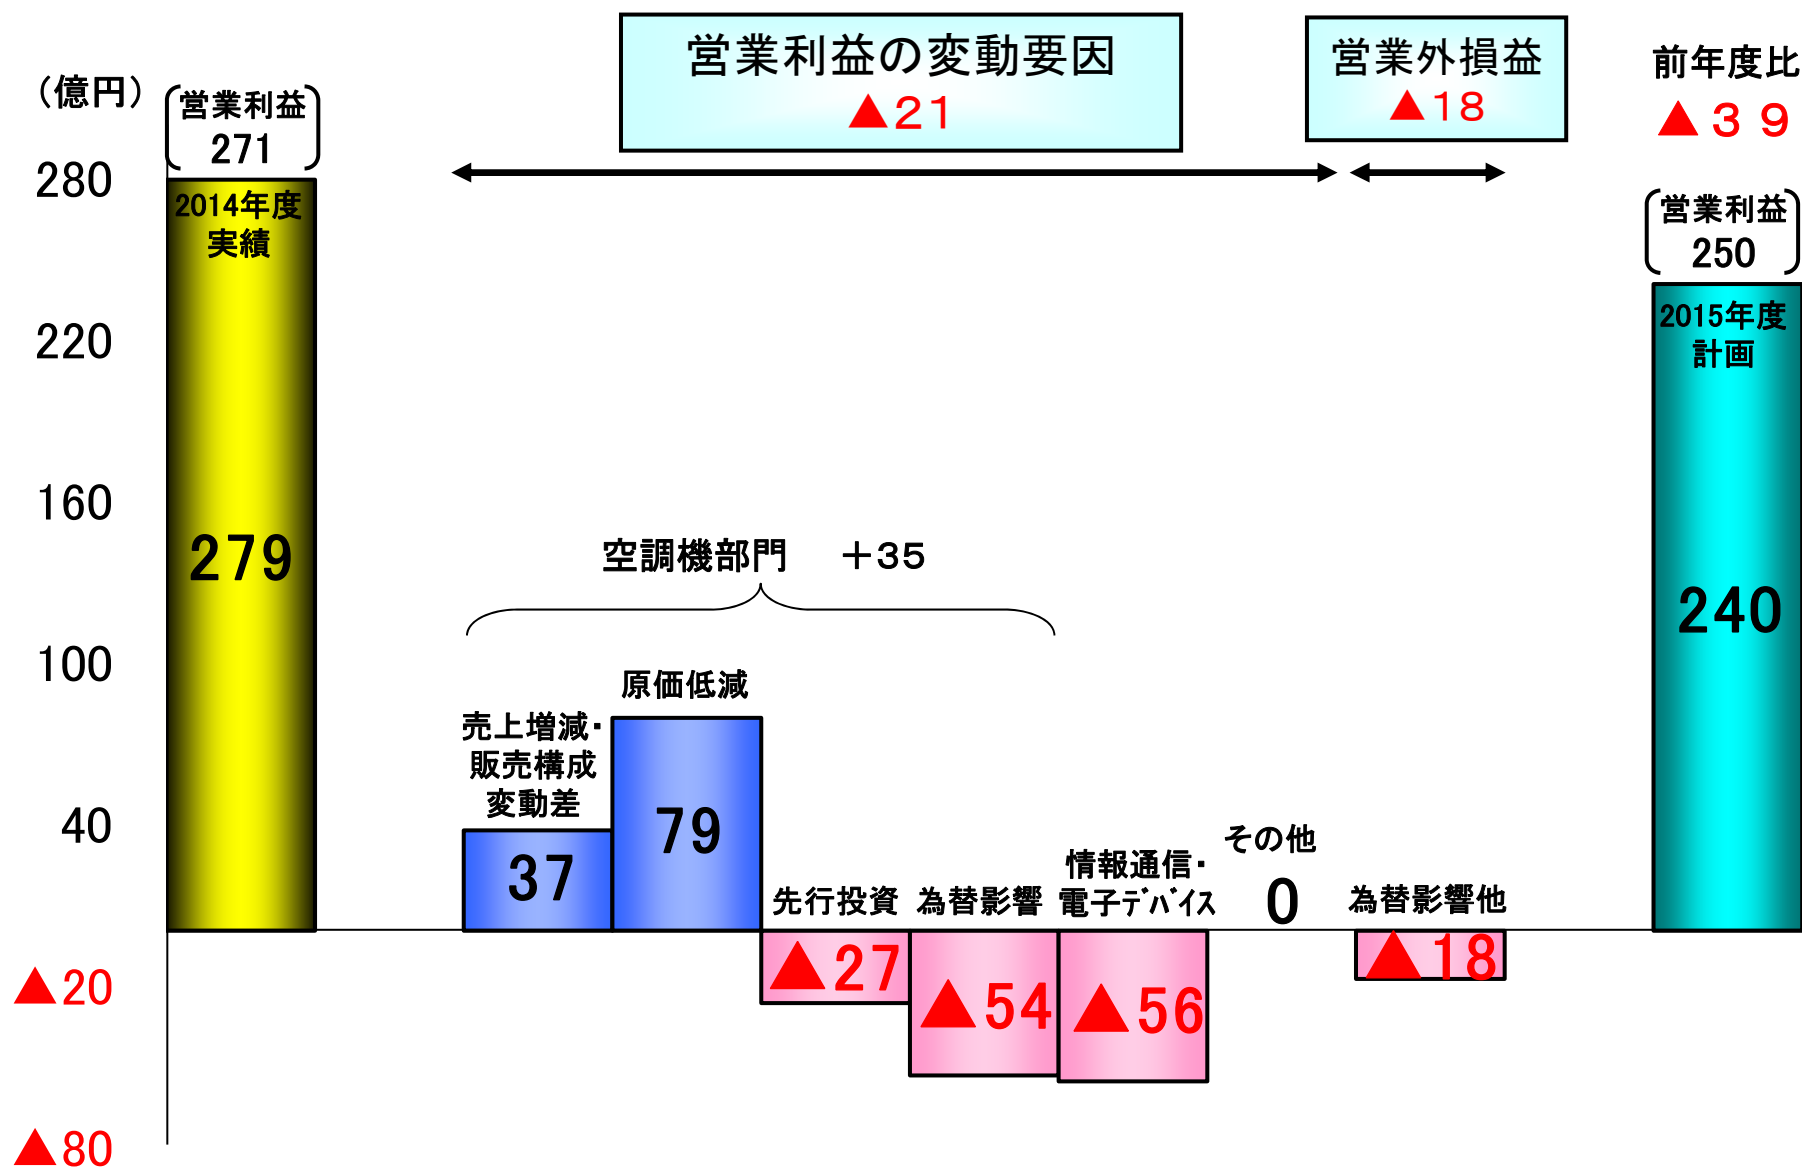 営業利益の変動要因
▲21
営業外損益
▲18
前年度比
▲39
(億円)
営業利益
271
280
220
160
100
40
▲20
▲80
2014年度
実績
279
空調機部門 +35
売上増減・
販売構成
変動差
37
原価低減
79
先行投資
▲27
為替影響
▲54
情報通信・
電子ﾃﾞﾊﾞｲｽ
▲56
その他
0
為替影響他
▲18
営業利益
250
2015年度
計画
240